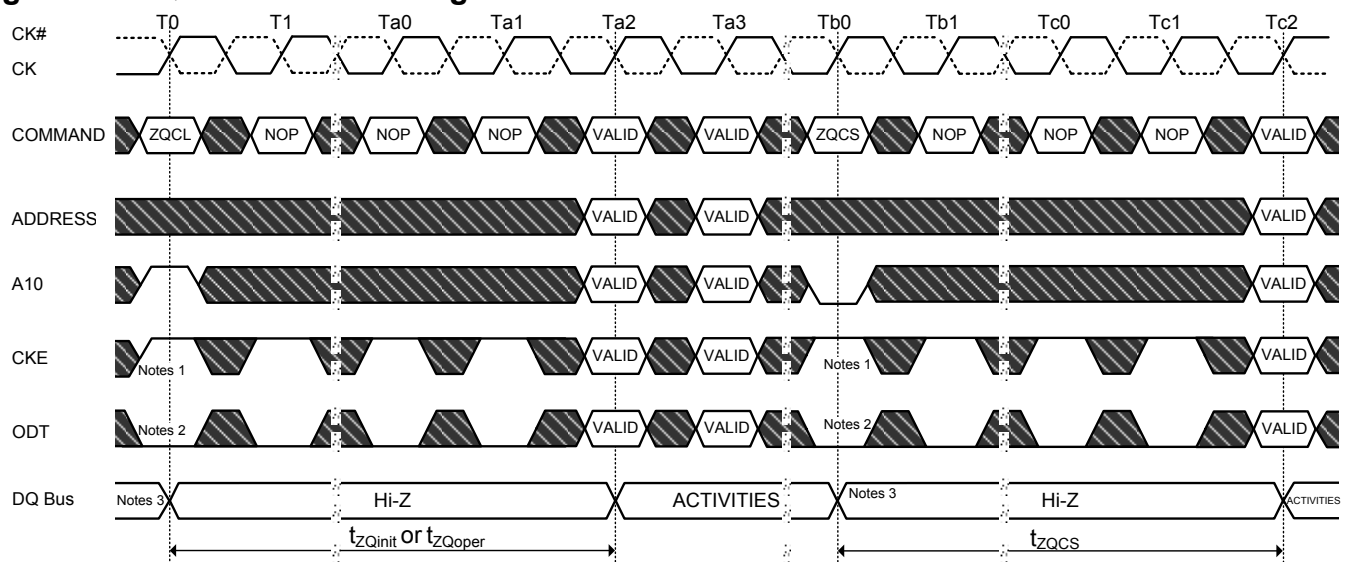 T0 T1 Ta0 Ta1 Ta2 Ta3 Tb0 Tb1 Tc0 Tc1 Tc2
CK#
CK
COMMAND ZQCL NOP NOP NOP VALID VALID ZQCS NOP NOP NOP VALID
ADDRESS VALID VALID VALID
A10 VALID VALID VALID
CKE Notes 1 VALID VALID Notes 1 VALID
ODT Notes 2 VALID VALID Notes 2 VALID
DQ Bus Notes 3 Hi-Z ACTIVITIES Notes 3 Hi-Z ACTIVITIES
tZQinit or tZQoper tZQCS